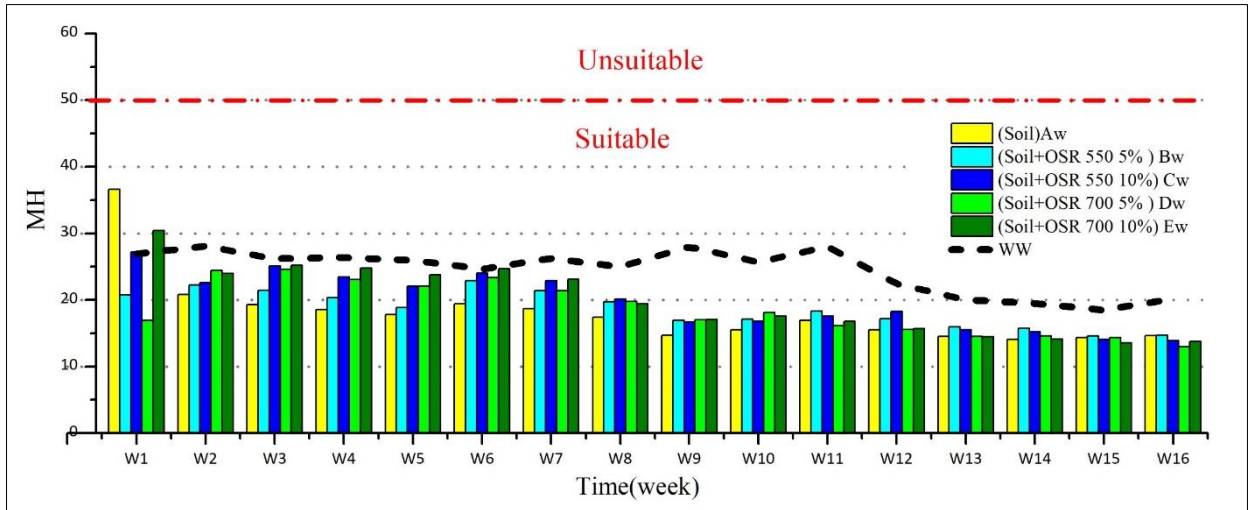 60
Unsuitable
50
Suitable
(Soil)Aw
(Soil+OSR 550 5% ) Bw
(Soil+OSR 550 10%) Cw
(Soil+OSR 700 5% ) Dw
(Soil+OSR 700 10%) Ew
WW
40
MH
30
20
10
0
W1 W2 W3 W4 W5 W6 W7 W8 W9 W10 W11 W12 W13 W14 W15 W16
Time(week)